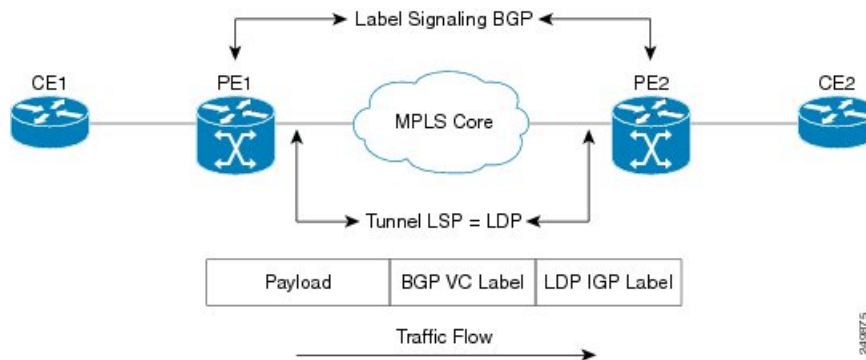 Label Signaling BGP
CE1
PE1
PE2
CE2
MPLS Core
Tunnel LSP = LDP
Payload
BGP VC Label
LDP IGP Label
Traffic Flow
249875